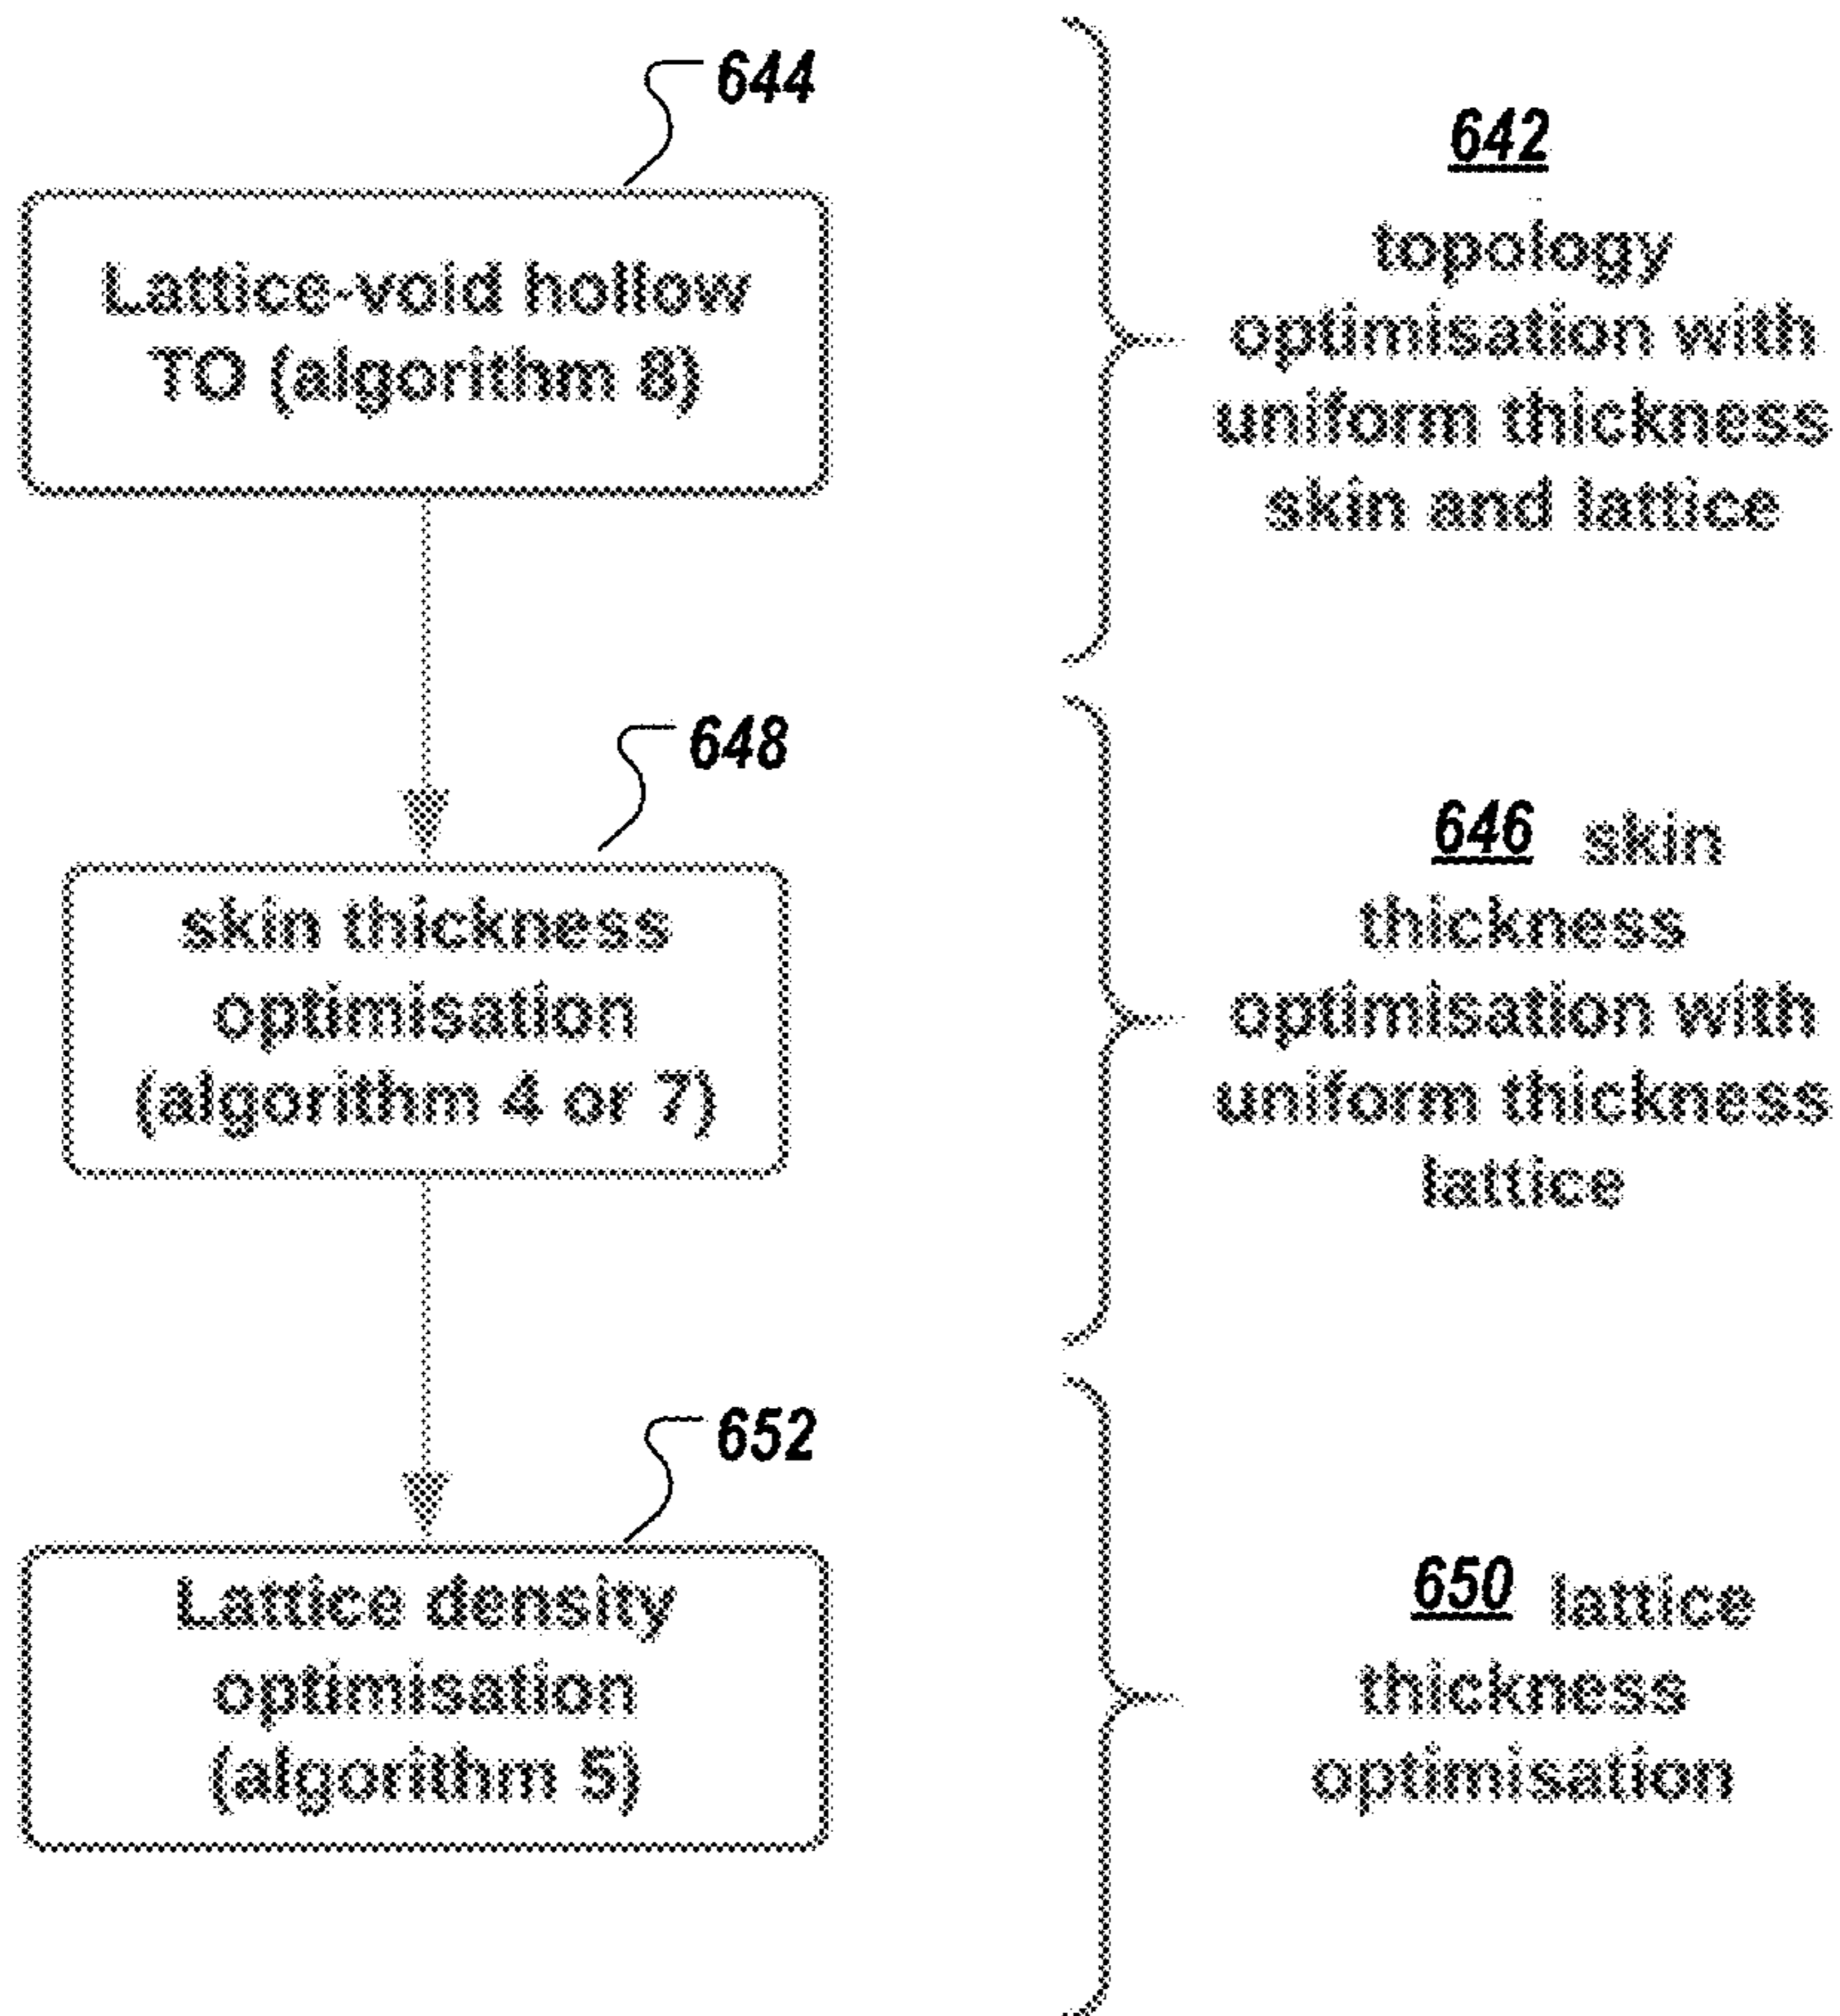 644
Lattice-void hollow
TO (algorithm 8)
642
topology
optimisation with
uniform thickness
skin and lattice
648
skin thickness
optimisation
(algorithm 4 or 7)
646 skin
thickness
optimisation with
uniform thickness
lattice
652
Lattice density
optimisation
(algorithm 5)
650 lattice
thickness
optimisation